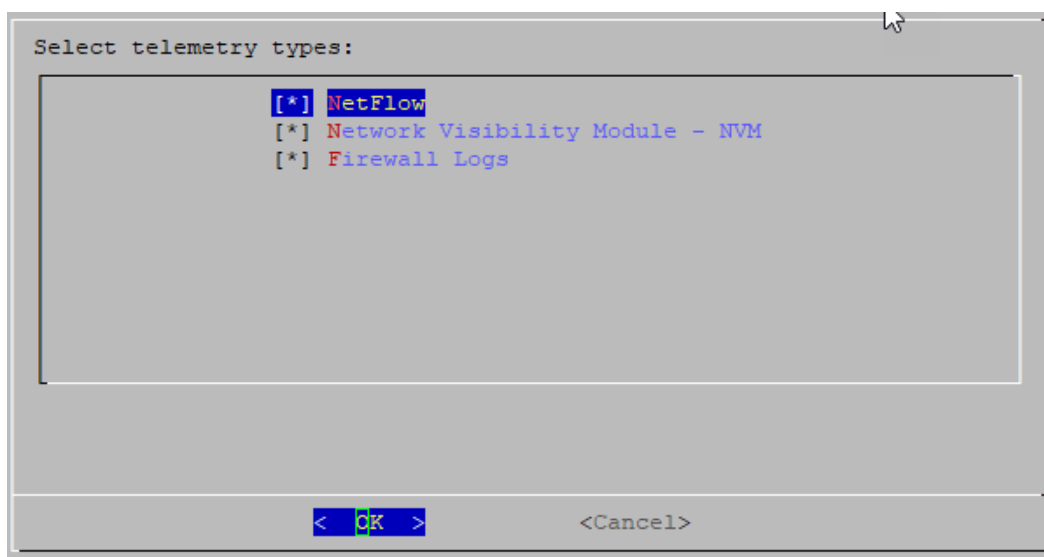 Select telemetry types:
[*] NetFlow
[*] Network Visibility Module - NVM
[*] Firewall Logs
< OK > <Cancel>